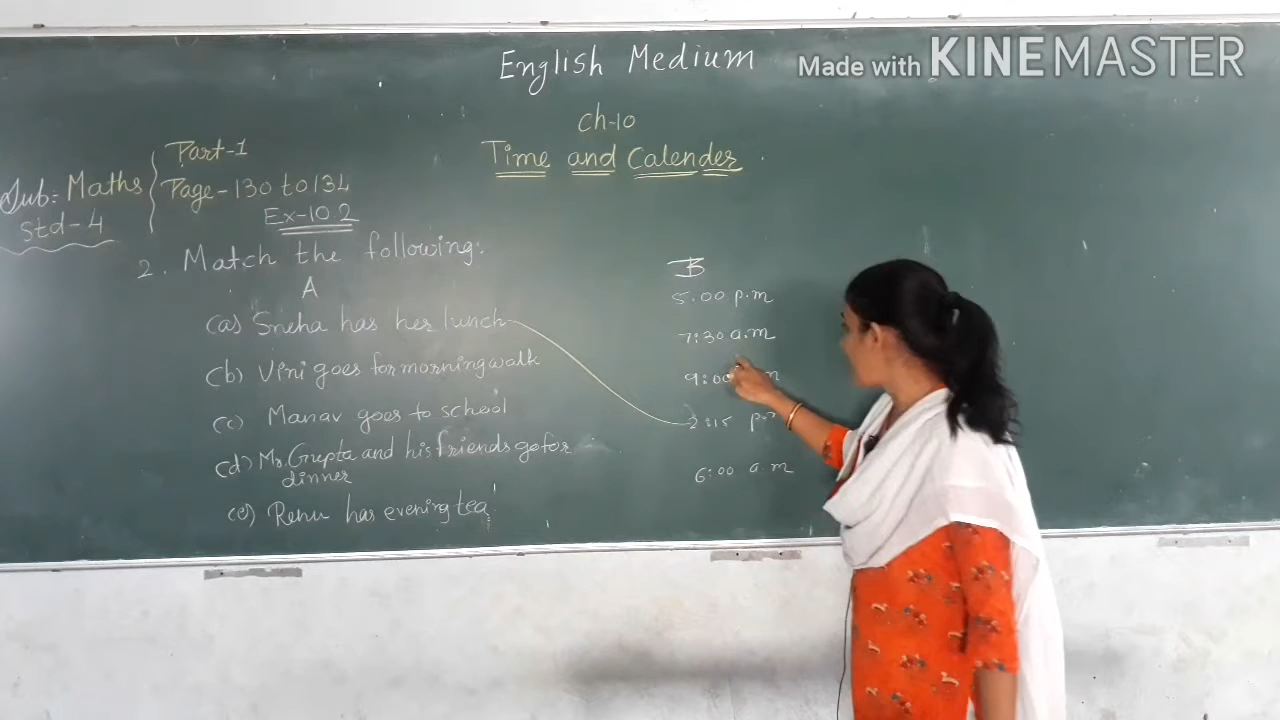 English Medium
Made with KINEMASTER
Ch-10
Time and Calender
Sub: Maths
Std-4
Part-1
Page-130 to 134
Ex-10.2
2. Match the following:
A
B
(a) Sneha has her lunch
5:00 p.m
(b) Vini goes for morning walk
7:30 a.m
(c) Manav goes to school
9:00 m
(d) Mr. Gupta and his friends go for
dinner
2:15 p.
(e) Renu has evening tea
6:00 a.m